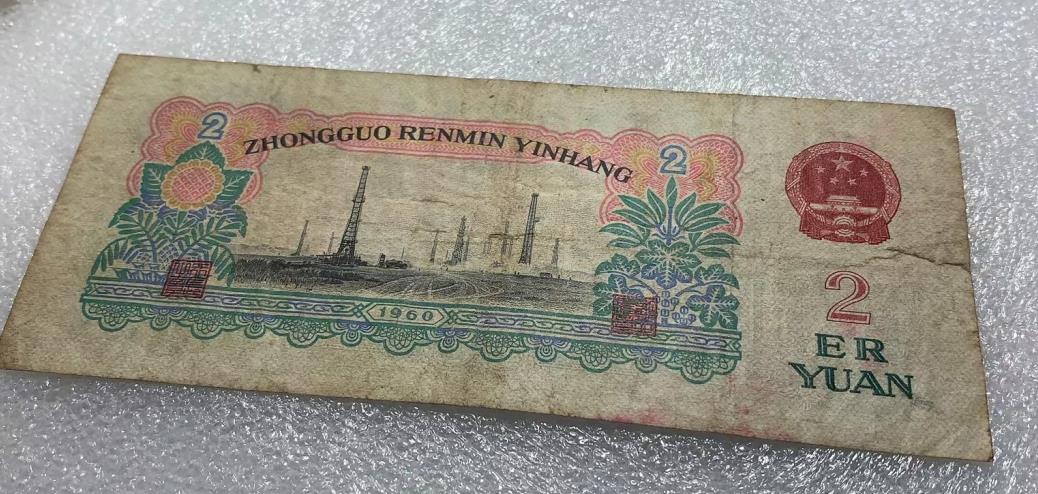 2
ZHONGGUO RENMIN YINHANG
2
1960
2
ER
YUAN